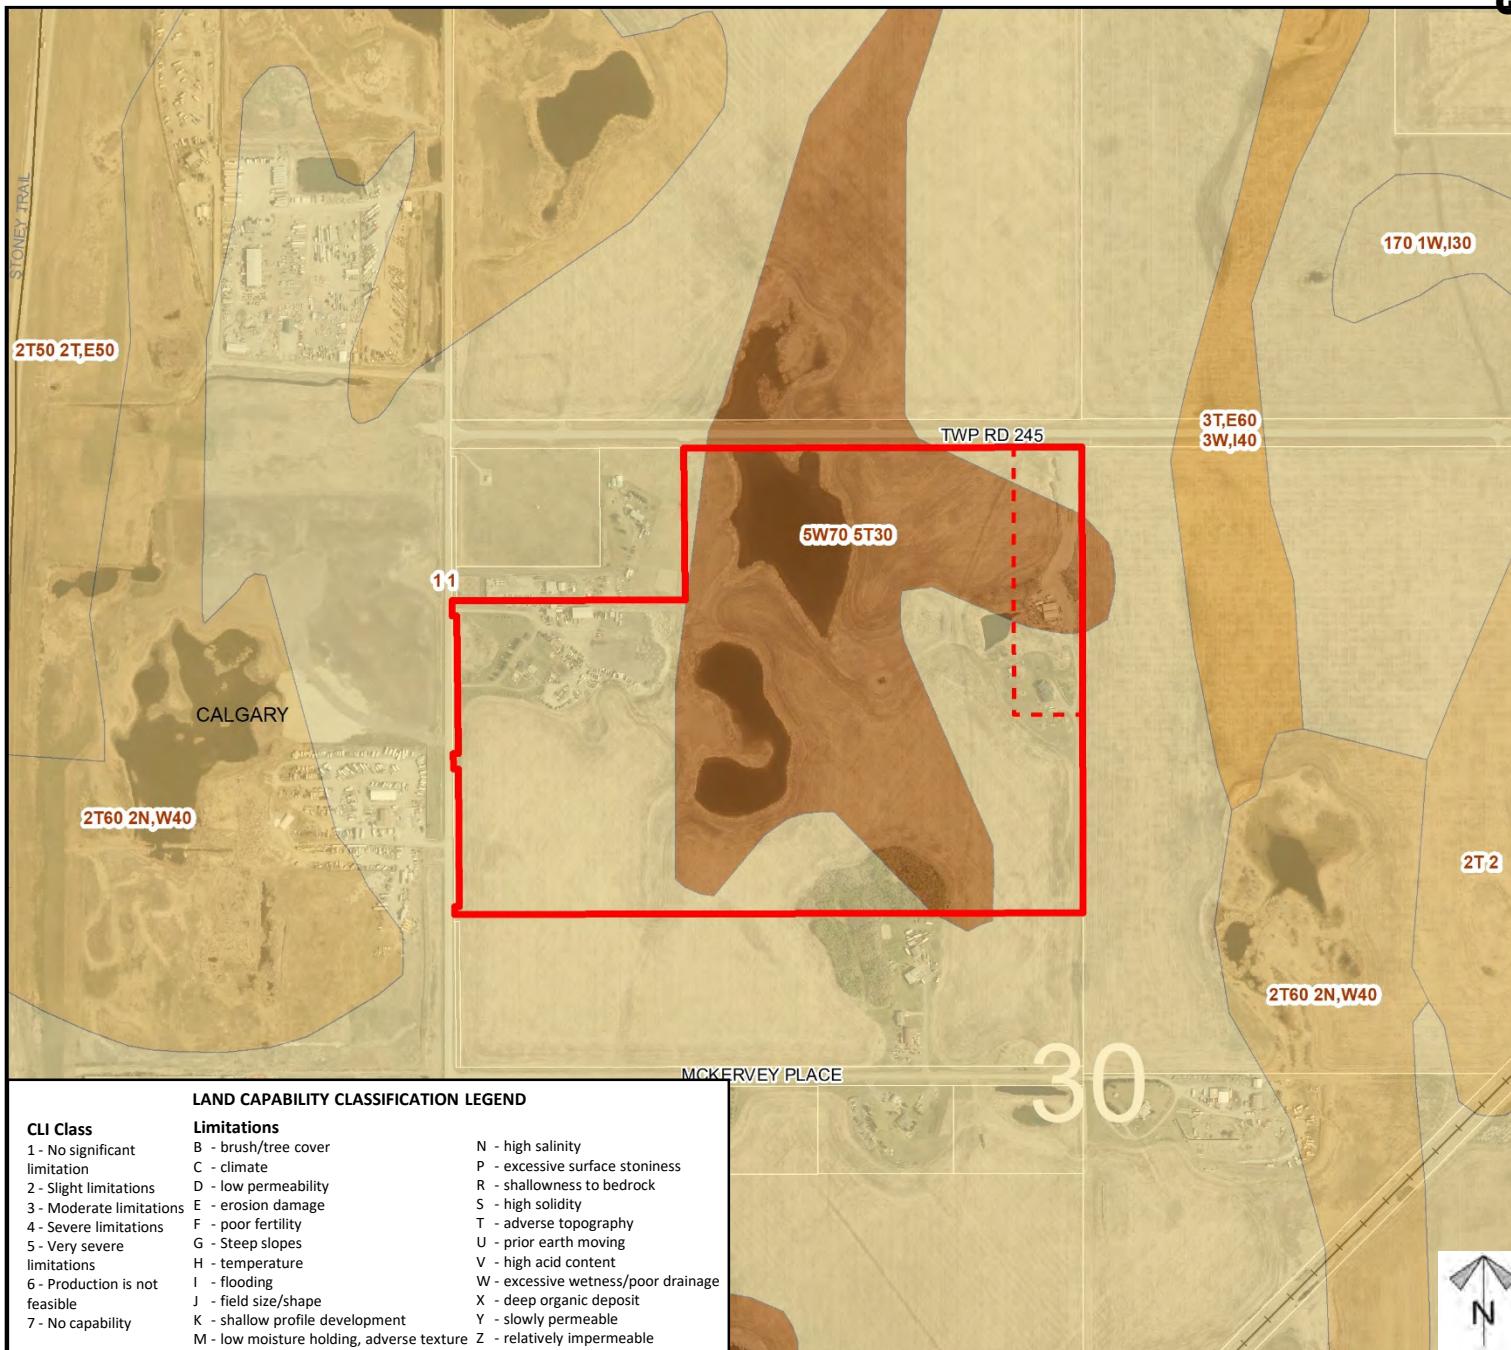 STONEY TRAIL
170 1W,I30
2T50 2T,E50
3T,E60
3W,I40
TWP RD 245
5W70 5T30
1 1
CALGARY
2T60 2N,W40
2T 2
2T60 2N,W40
30
MCKERVEY PLACE
LAND CAPABILITY CLASSIFICATION LEGEND
CLI Class
1 - No significant
limitation
2 - Slight limitations
3 - Moderate limitations
4 - Severe limitations
5 - Very severe
limitations
6 - Production is not
feasible
7 - No capability
Limitations
B - brush/tree cover
C - climate
D - low permeability
E - erosion damage
F - poor fertility
G - Steep slopes
H - temperature
I - flooding
J - field size/shape
K - shallow profile development
M - low moisture holding, adverse texture
N - high salinity
P - excessive surface stoniness
R - shallowness to bedrock
S - high solidity
T - adverse topography
U - prior earth moving
V - high acid content
W - excessive wetness/poor drainage
X - deep organic deposit
Y - slowly permeable
Z - relatively impermeable
N